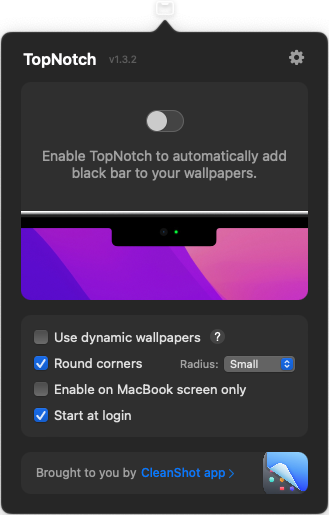 TopNotch v1.3.2
Enable TopNotch to automatically add
black bar to your wallpapers.
Use dynamic wallpapers ?
Round corners Radius: Small
Enable on MacBook screen only
Start at login
Brought to you by CleanShot app >